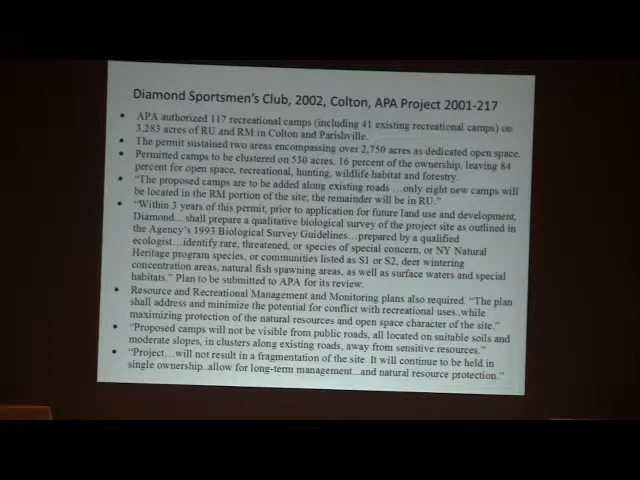 Diamond Sportsmen's Club, 2002, Colton, APA Project 2001-217
• APA authorized 117 recreational camps (including 41 existing recreational camps) on
3,283 acres of RU and RM in Colton and Parishville.
• The permit sustained two areas encompassing over 2,750 acres as dedicated open space.
• Permitted camps to be clustered on 530 acres, 16 percent of the ownership, leaving 84
percent for open space, recreational, hunting, wildlife habitat and forestry.
• "The proposed camps are to be added along existing roads …only eight new camps will
be located in the RM portion of the site; the remainder will be in RU."
• "Within 3 years of this permit, prior to application for future land use and development,
Diamond... shall prepare a qualitative biological survey of the project site as outlined in
the Agency's 1993 Biological Survey Guidelines…prepared by a qualified
ecologist…identify rare, threatened, or species of special concern, or NY Natural
Heritage program species, or communities listed as S1 or S2, deer wintering
concentration areas, natural fish spawning areas, as well as surface waters and special
habitats." Plan to be submitted to APA for its review.
• Resource and Recreational Management and Monitoring plans also required. "The plan
shall address and minimize the potential for conflict with recreational uses..while
maximizing protection of the natural resources and open space character of the site."
• "Proposed camps will not be visible from public roads, all located on suitable soils and
moderate slopes, in clusters along existing roads, away from sensitive resources."
• "Project…will not result in a fragmentation of the site. It will continue to be held in
single ownership..allow for long-term management...and natural resource protection.."